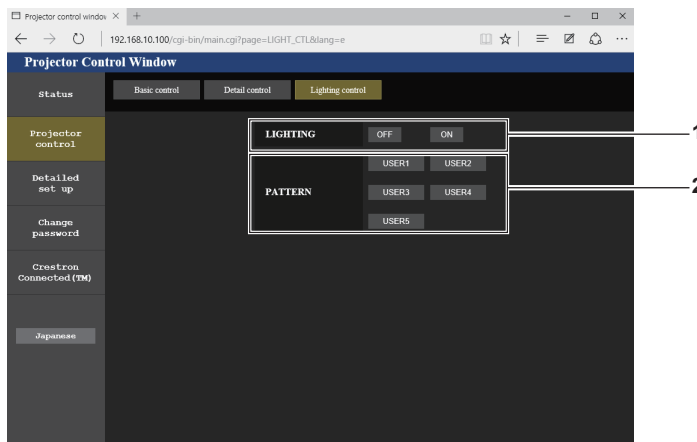 Projector control windov
192.168.10.100/cgi-bin/main.cgi?page=LIGHT_CTL&lang=e
Projector Control Window
Status
Basic control
Detail control
Lighting control
Projector
control
LIGHTING
OFF
ON
1
PATTERN
USER1
USER2
USER3
USER4
USER5
2
Detailed
set up
Change
password
Crestron
Connected(TM)
Japanese